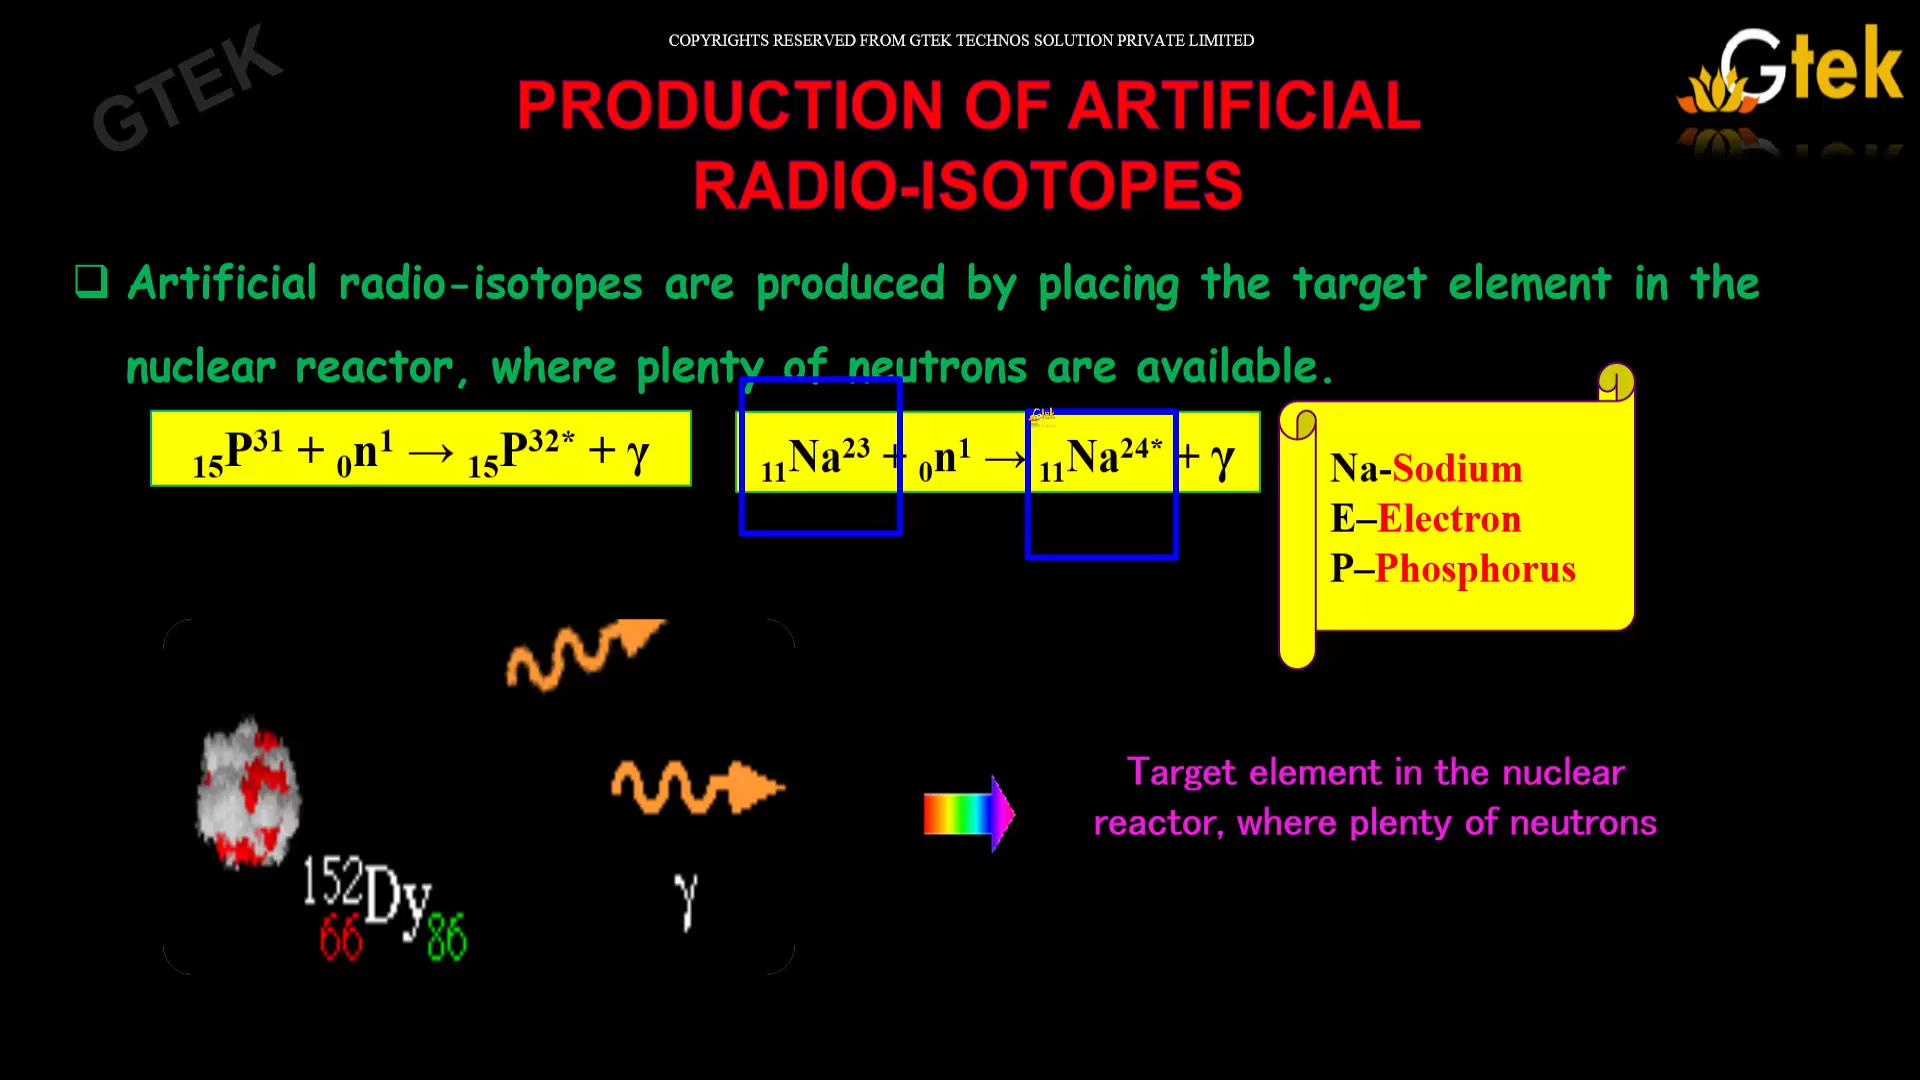 COPYRIGHTS RESERVED FROM GTEK TECHNOS SOLUTION PRIVATE LIMITED
GTEK
Gtek
PRODUCTION OF ARTIFICIAL
RADIO-ISOTOPES
❑ Artificial radio-isotopes are produced by placing the target element in the
nuclear reactor, where plenty of neutrons are available.
₁₅P³¹ + ₀n¹ → ₁₅P³²* + γ
₁₁Na²³ + ₀n¹ → ₁₁Na²⁴* + γ
Gtek
Na-Sodium
E–Electron
P–Phosphorus
¹⁵²Dy
66 86
γ
Target element in the nuclear
reactor, where plenty of neutrons